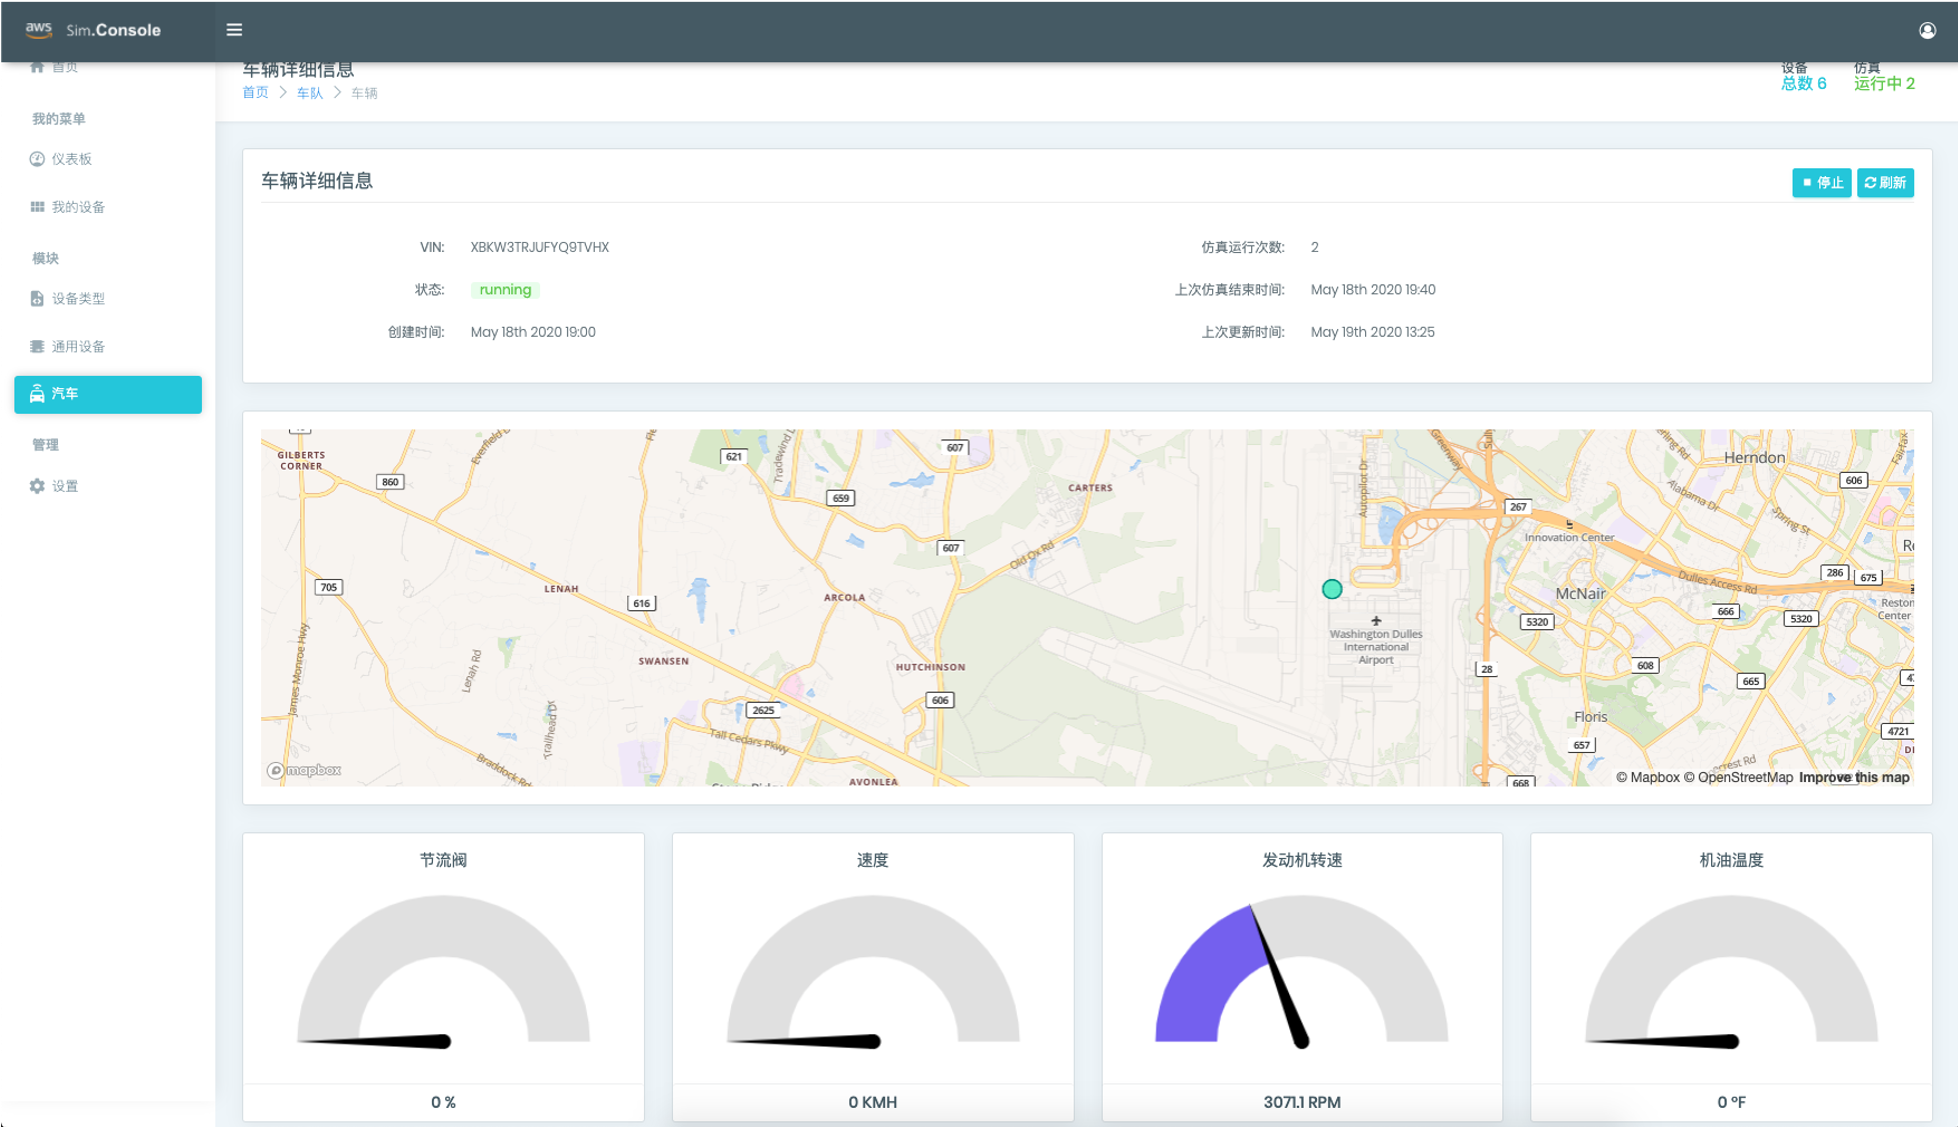 aws Sim.Console
首页
我的菜单
仪表板
我的设备
模块
设备类型
通用设备
汽车
管理
设置
车辆详细信息
首页 > 车队 > 车辆
设备
总数 6
仿真
运行中 2
车辆详细信息
停止
刷新
VIN: XBKW3TRJUFYQ9TVHX
仿真运行次数: 2
状态: running
上次仿真结束时间: May 18th 2020 19:40
创建时间: May 18th 2020 19:00
上次更新时间: May 19th 2020 13:25
GILBERTS
CORNER
860
Everfield Dr
621
Tradewind
659
607
CARTERS
Autopilot Dr
Greenway
267
Innovation Center
Herndon
606
Alabama Dr
Spring St
607
Old Ox Rd
705
LENAH
616
ARCOLA
McNair
Dulles Access Rd
286
675
Reston
Center
666
5320
5320
Washington Dulles
International
Airport
James Monroe Hwy
Lenah Rd
SWANSEN
HUTCHINSON
28
608
665
606
2625
Trailhead Dr
Tall Cedars Pkwy
Floris
657
4721
Braddock Rd
AVONLEA
668
mapbox
© Mapbox © OpenStreetMap Improve this map
节流阀
0 %
速度
0 KMH
发动机转速
3071.1 RPM
机油温度
0 °F